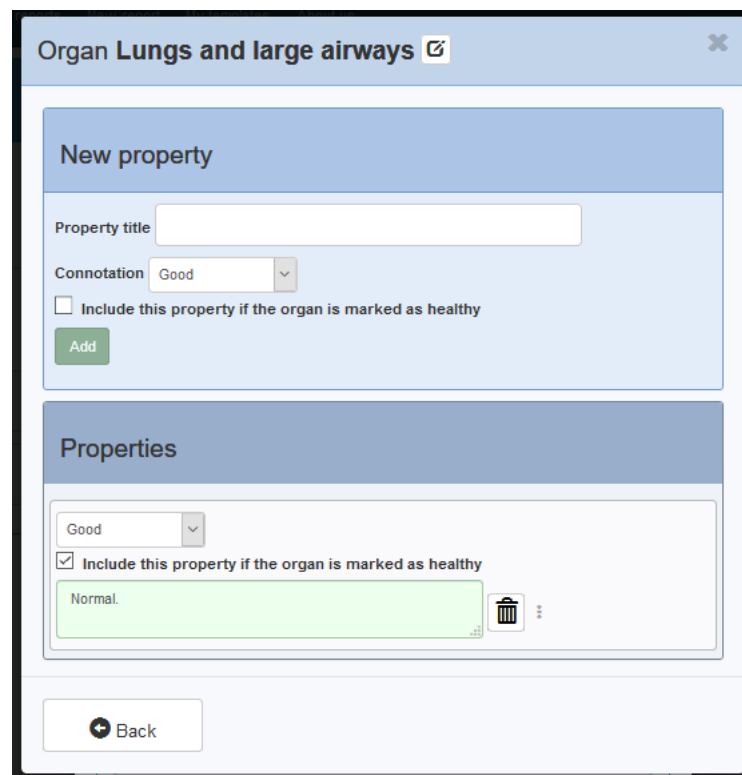 Organ Lungs and large airways
New property
Property title
Connotation Good
Include this property if the organ is marked as healthy
Add
Properties
Good
Include this property if the organ is marked as healthy
Normal.
Back